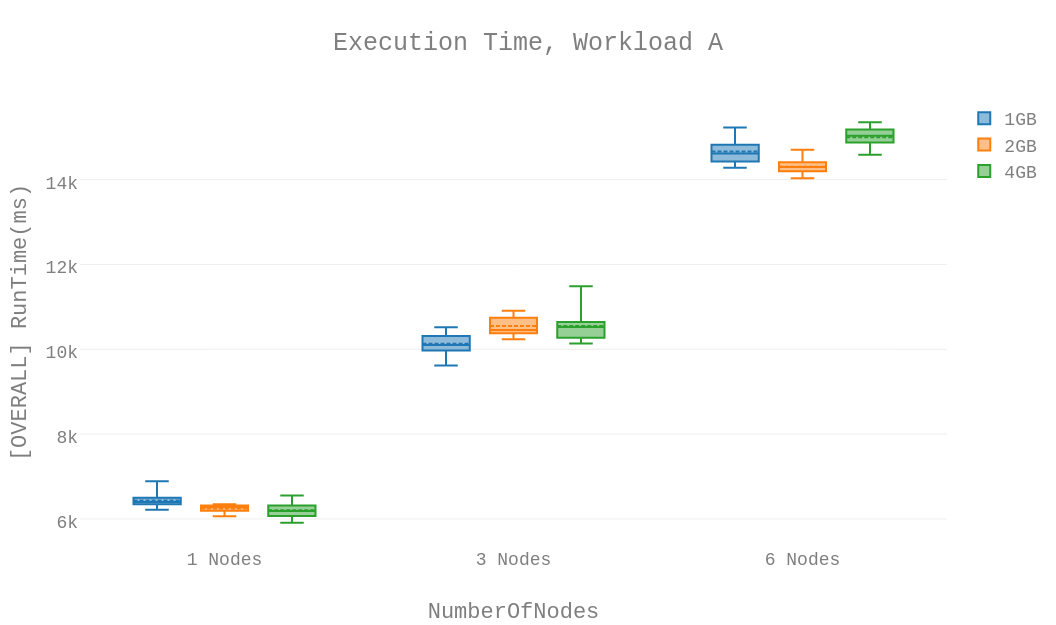 Execution Time, Workload A
1GB
2GB
4GB
[OVERALL] RunTime(ms)
14k
12k
10k
8k
6k
1 Nodes
3 Nodes
6 Nodes
NumberOfNodes